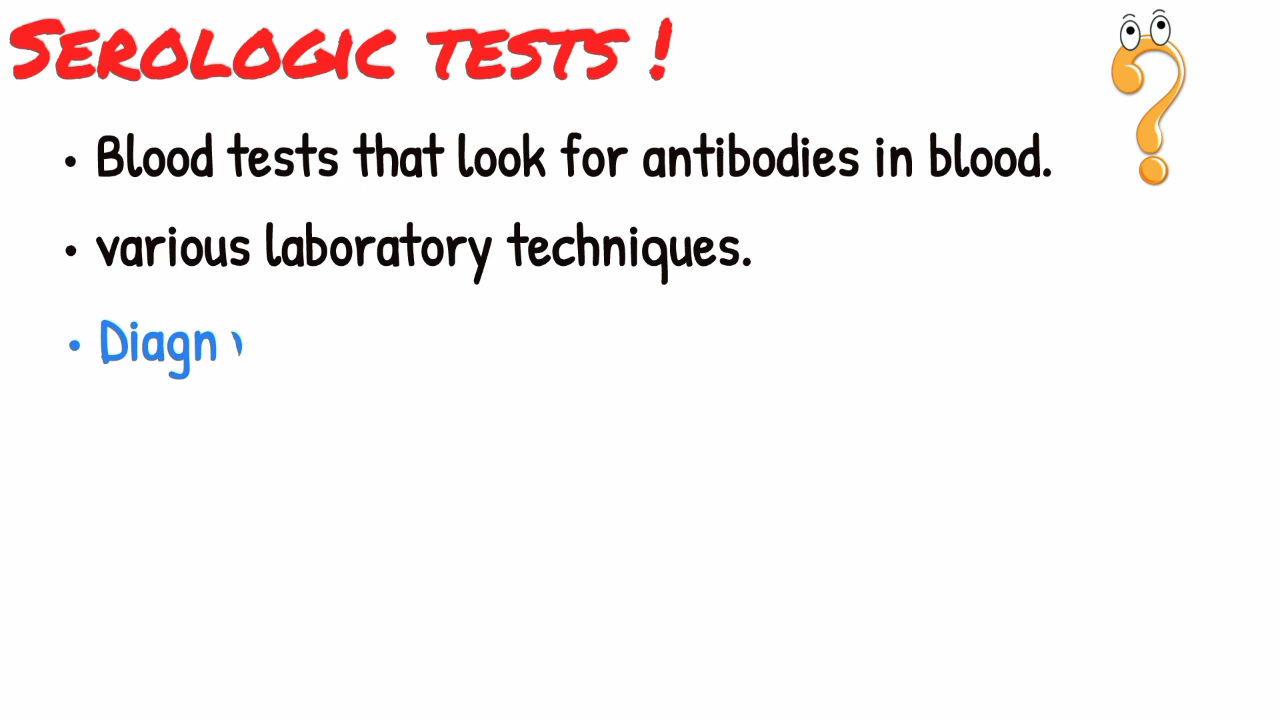 Serologic tests !
• Blood tests that look for antibodies in blood.
• various laboratory techniques.
• Diagn